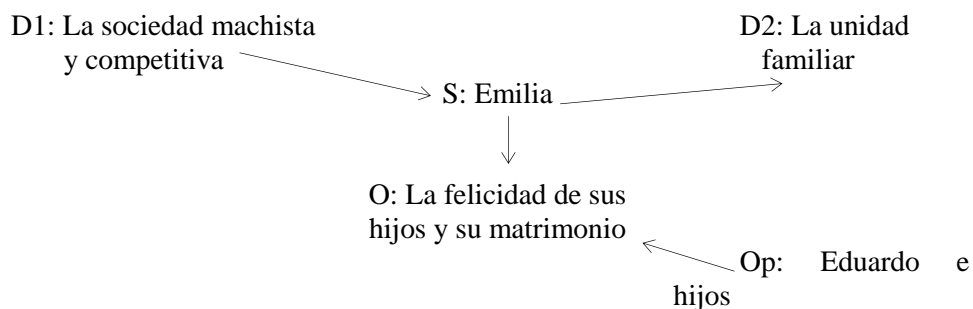 D1: La sociedad machista
y competitiva
D2: La unidad
familiar
S: Emilia
O: La felicidad de sus
hijos y su matrimonio
Op: Eduardo e
hijos